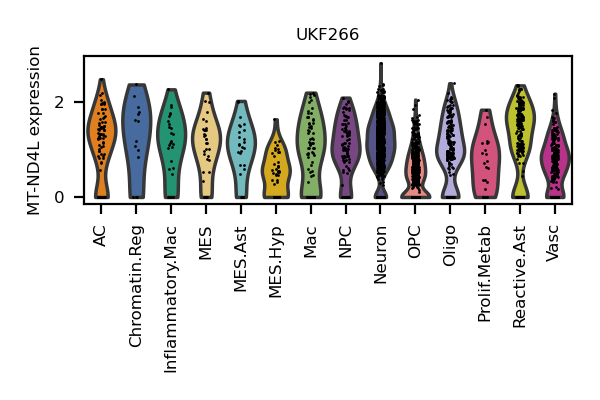 UKF266
MT-ND4L expression
2
0
AC
Chromatin.Reg
Inflammatory.Mac
MES
MES.Ast
MES.Hyp
Mac
NPC
Neuron
OPC
Oligo
Prolif.Metab
Reactive.Ast
Vasc